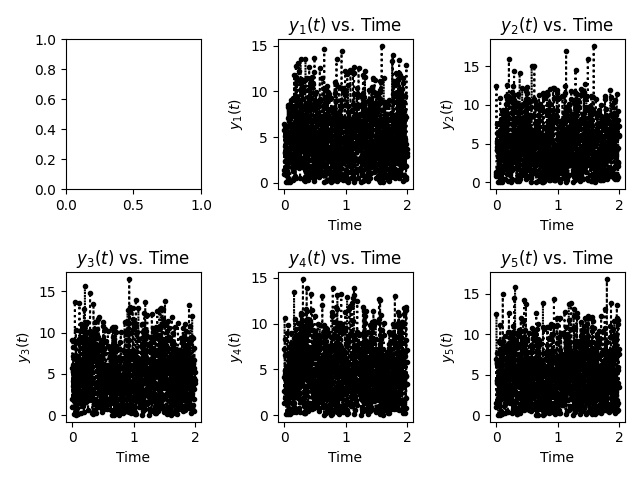 y₁(t) vs. Time
y₂(t) vs. Time
1.0
0.8
0.6
0.4
0.2
0.0
0.0 0.5 1.0
y₁(t)
15
10
5
0
0 1 2
Time
y₂(t)
15
10
5
0
0 1 2
Time
y₃(t) vs. Time
y₄(t) vs. Time
y₅(t) vs. Time
y₃(t)
15
10
5
0
0 1 2
Time
y₄(t)
15
10
5
0
0 1 2
Time
y₅(t)
15
10
5
0
0 1 2
Time